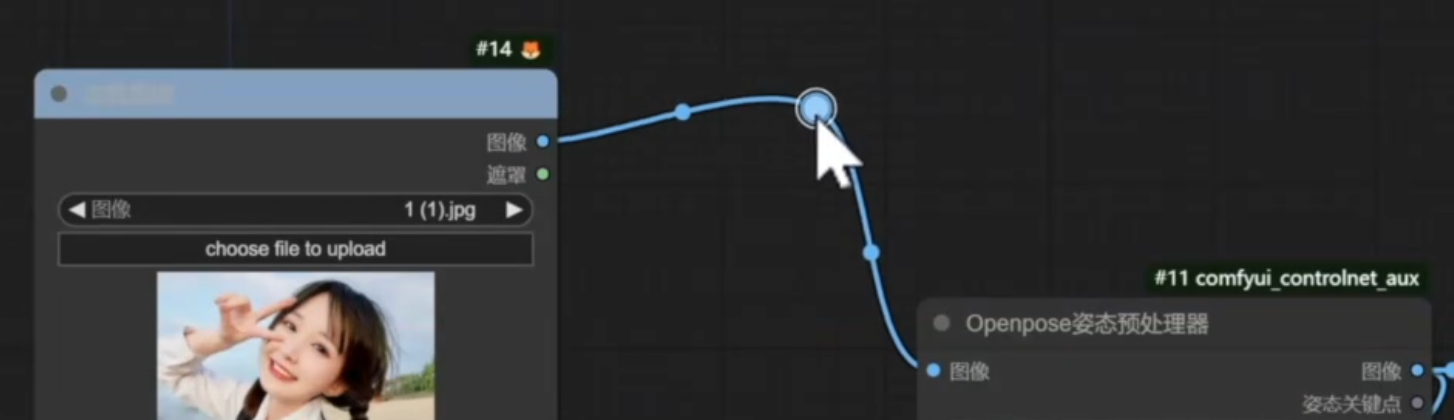 #14
图像
遮罩
图像 1 (1).jpg
choose file to upload
#11 comfyui_controlnet_aux
Openpose姿态预处理器
图像 图像
姿态关键点